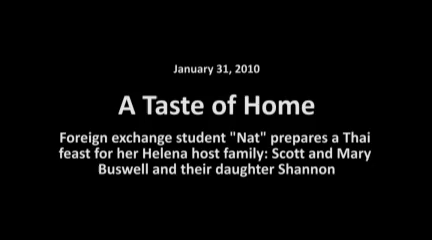 January 31, 2010
A Taste of Home
Foreign exchange student "Nat" prepares a Thai
feast for her Helena host family: Scott and Mary
Buswell and their daughter Shannon